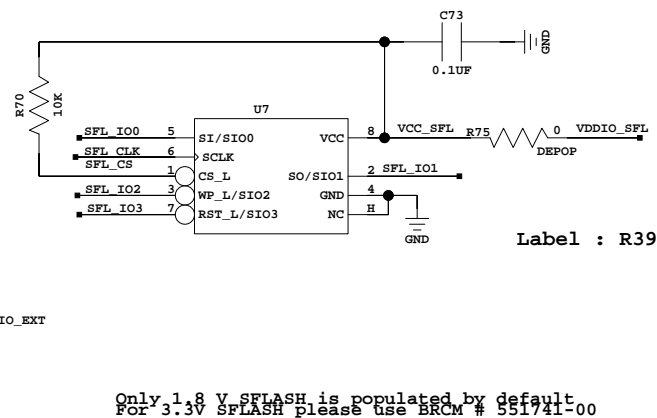 C73
GND
0.1UF
R70
10K
U7
SFL_IO0 5 SI/SIO0 VCC 8 VCC_SFL R75 0 VDDIO_SFL
DEPOP
SFL_CLK 6 SCLK
SFL_CS 1 CS_L SO/SIO1 2 SFL_IO1
SFL_IO2 3 WP_L/SIO2 GND 4
SFL_IO3 7 RST_L/SIO3 NC H
GND
Label : R39
IO_EXT
Only 1.8 V SFLASH is populated by default
For 3.3V SFLASH please use BRCM # 551741-00